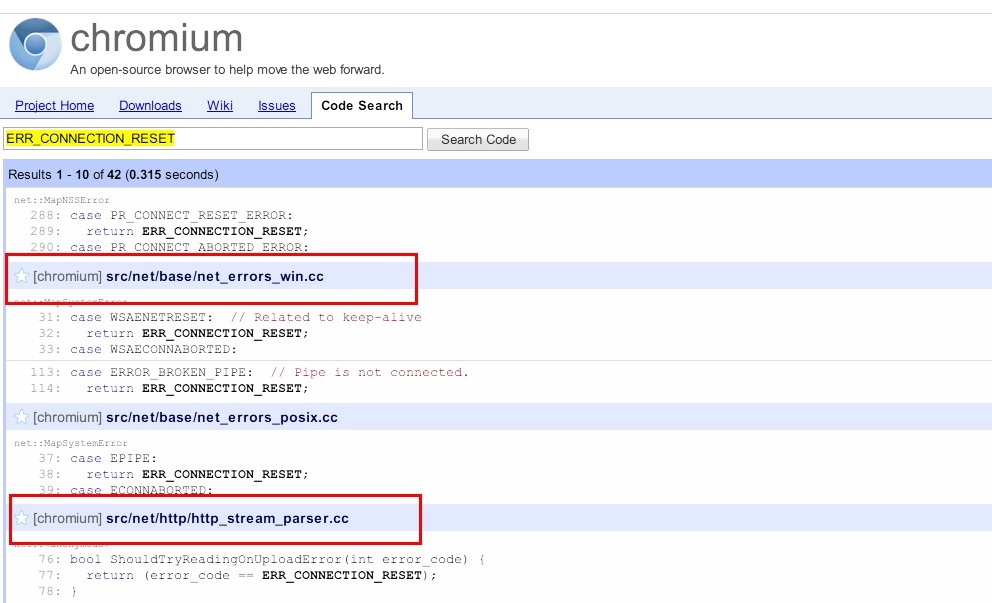 chromium
An open-source browser to help move the web forward.
Project Home Downloads Wiki Issues Code Search
ERR_CONNECTION_RESET Search Code
Results 1 - 10 of 42 (0.315 seconds)
net::MapNSSError
288: case PR_CONNECT_RESET_ERROR:
289: return ERR_CONNECTION_RESET;
290: case PR_CONNECT_ABORTED_ERROR:
[chromium] src/net/base/net_errors_win.cc
net::MapSystemError
31: case WSAENETRESET: // Related to keep-alive
32: return ERR_CONNECTION_RESET;
33: case WSAECONNABORTED:
113: case ERROR_BROKEN_PIPE: // Pipe is not connected.
114: return ERR_CONNECTION_RESET;
[chromium] src/net/base/net_errors_posix.cc
net::MapSystemError
37: case EPIPE:
38: return ERR_CONNECTION_RESET;
39: case ECONNABORTED:
[chromium] src/net/http/http_stream_parser.cc
76: bool ShouldTryReadingOnUploadError(int error_code) {
77: return (error_code == ERR_CONNECTION_RESET);
78: }